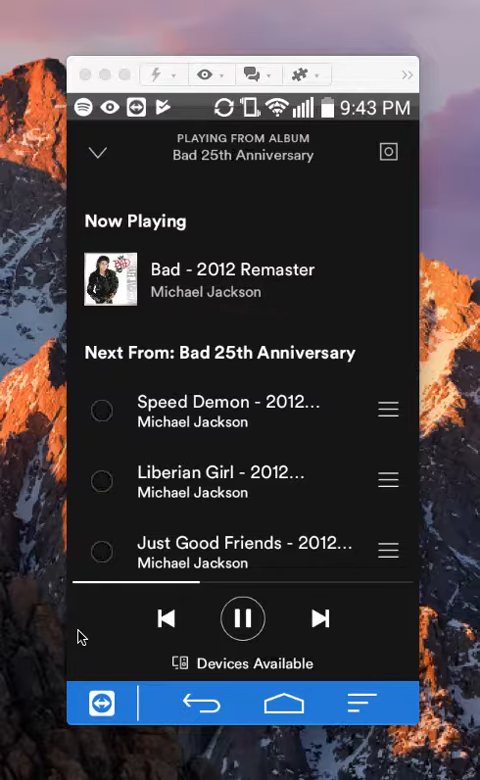 9:43 PM
PLAYING FROM ALBUM
Bad 25th Anniversary
Now Playing
Bad - 2012 Remaster
Michael Jackson
Next From: Bad 25th Anniversary
Speed Demon - 2012...
Michael Jackson
Liberian Girl - 2012...
Michael Jackson
Just Good Friends - 2012...
Michael Jackson
Devices Available